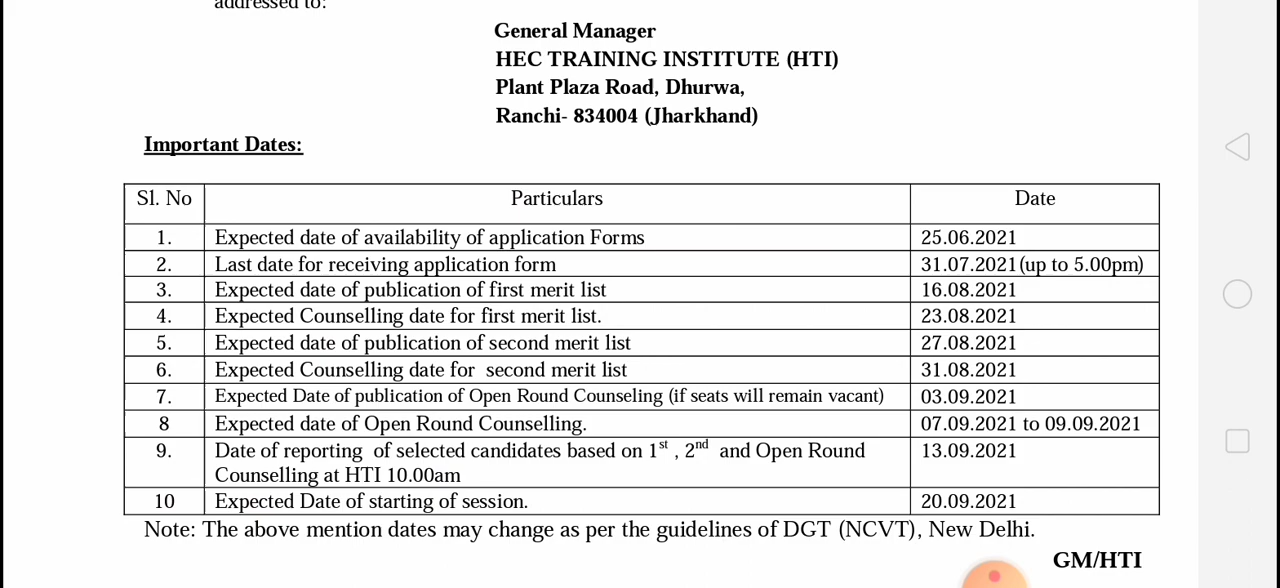 addressed to:
General Manager
HEC TRAINING INSTITUTE (HTI)
Plant Plaza Road, Dhurwa,
Ranchi- 834004 (Jharkhand)
Important Dates:
Sl. No Particulars Date
1. Expected date of availability of application Forms 25.06.2021
2. Last date for receiving application form 31.07.2021(up to 5.00pm)
3. Expected date of publication of first merit list 16.08.2021
4. Expected Counselling date for first merit list. 23.08.2021
5. Expected date of publication of second merit list 27.08.2021
6. Expected Counselling date for second merit list 31.08.2021
7. Expected Date of publication of Open Round Counseling (if seats will remain vacant) 03.09.2021
8 Expected date of Open Round Counselling. 07.09.2021 to 09.09.2021
9. Date of reporting of selected candidates based on 1st , 2nd and Open Round 13.09.2021
Counselling at HTI 10.00am
10 Expected Date of starting of session. 20.09.2021
Note: The above mention dates may change as per the guidelines of DGT (NCVT), New Delhi.
GM/HTI